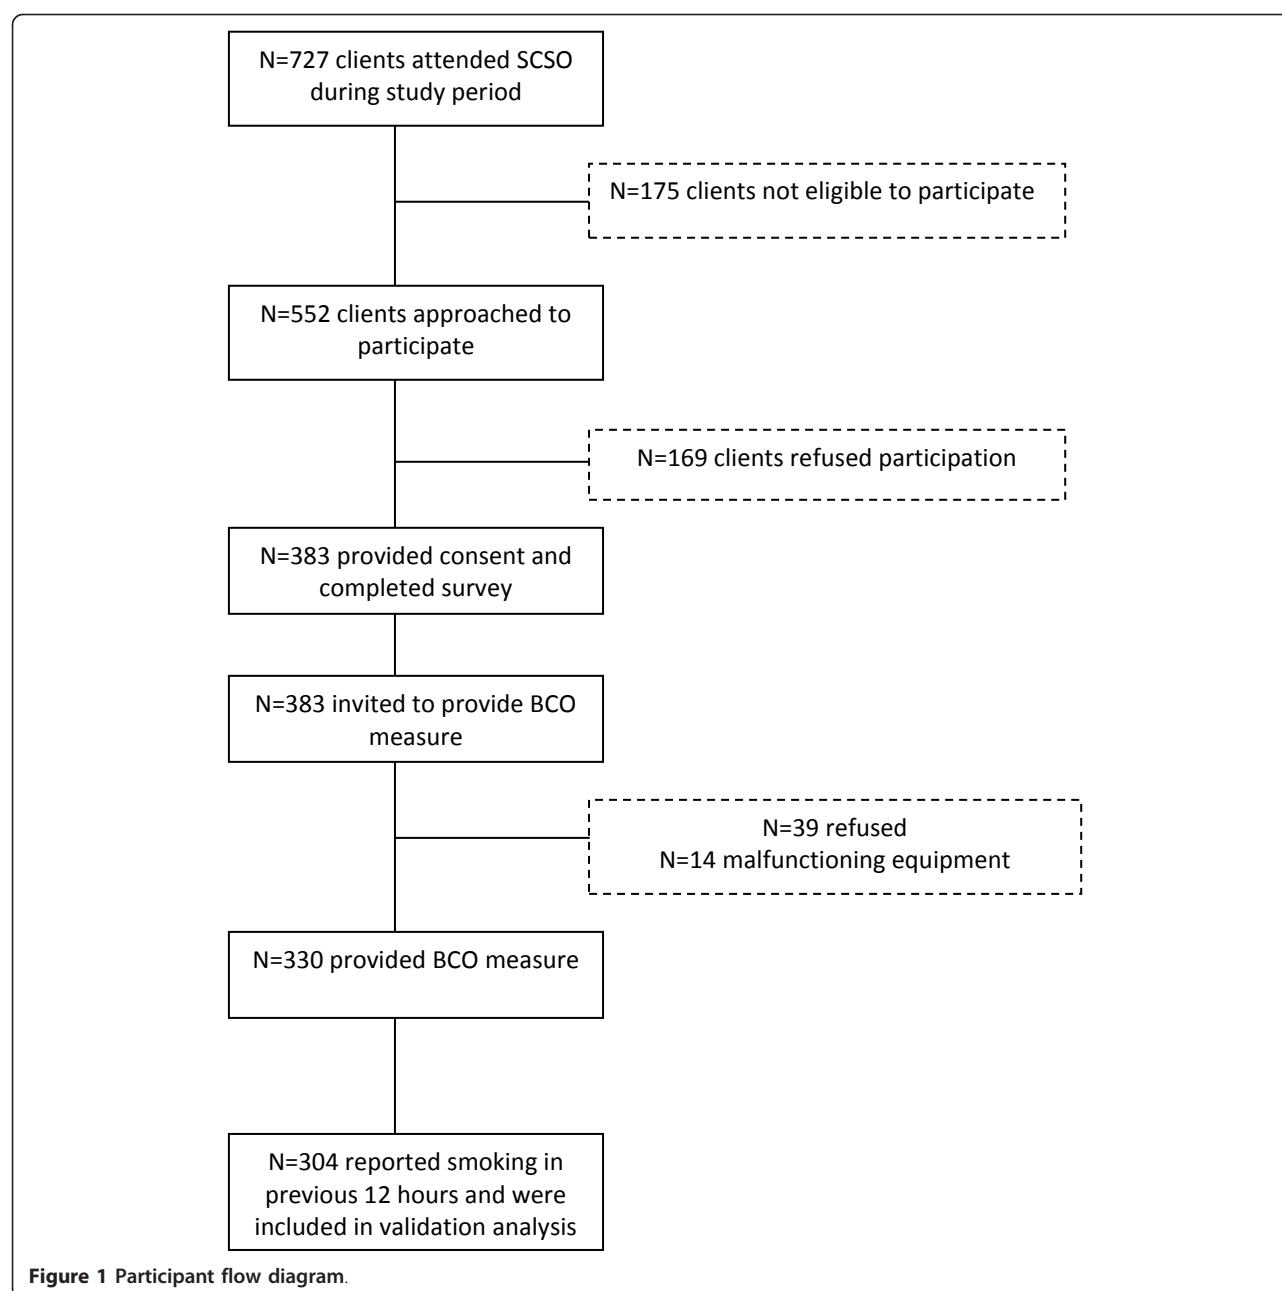 N=727 clients attended SCSO
during study period
N=175 clients not eligible to participate
N=552 clients approached to
participate
N=169 clients refused participation
N=383 provided consent and
completed survey
N=383 invited to provide BCO
measure
N=39 refused
N=14 malfunctioning equipment
N=330 provided BCO measure
N=304 reported smoking in
previous 12 hours and were
included in validation analysis
Figure 1 Participant flow diagram.